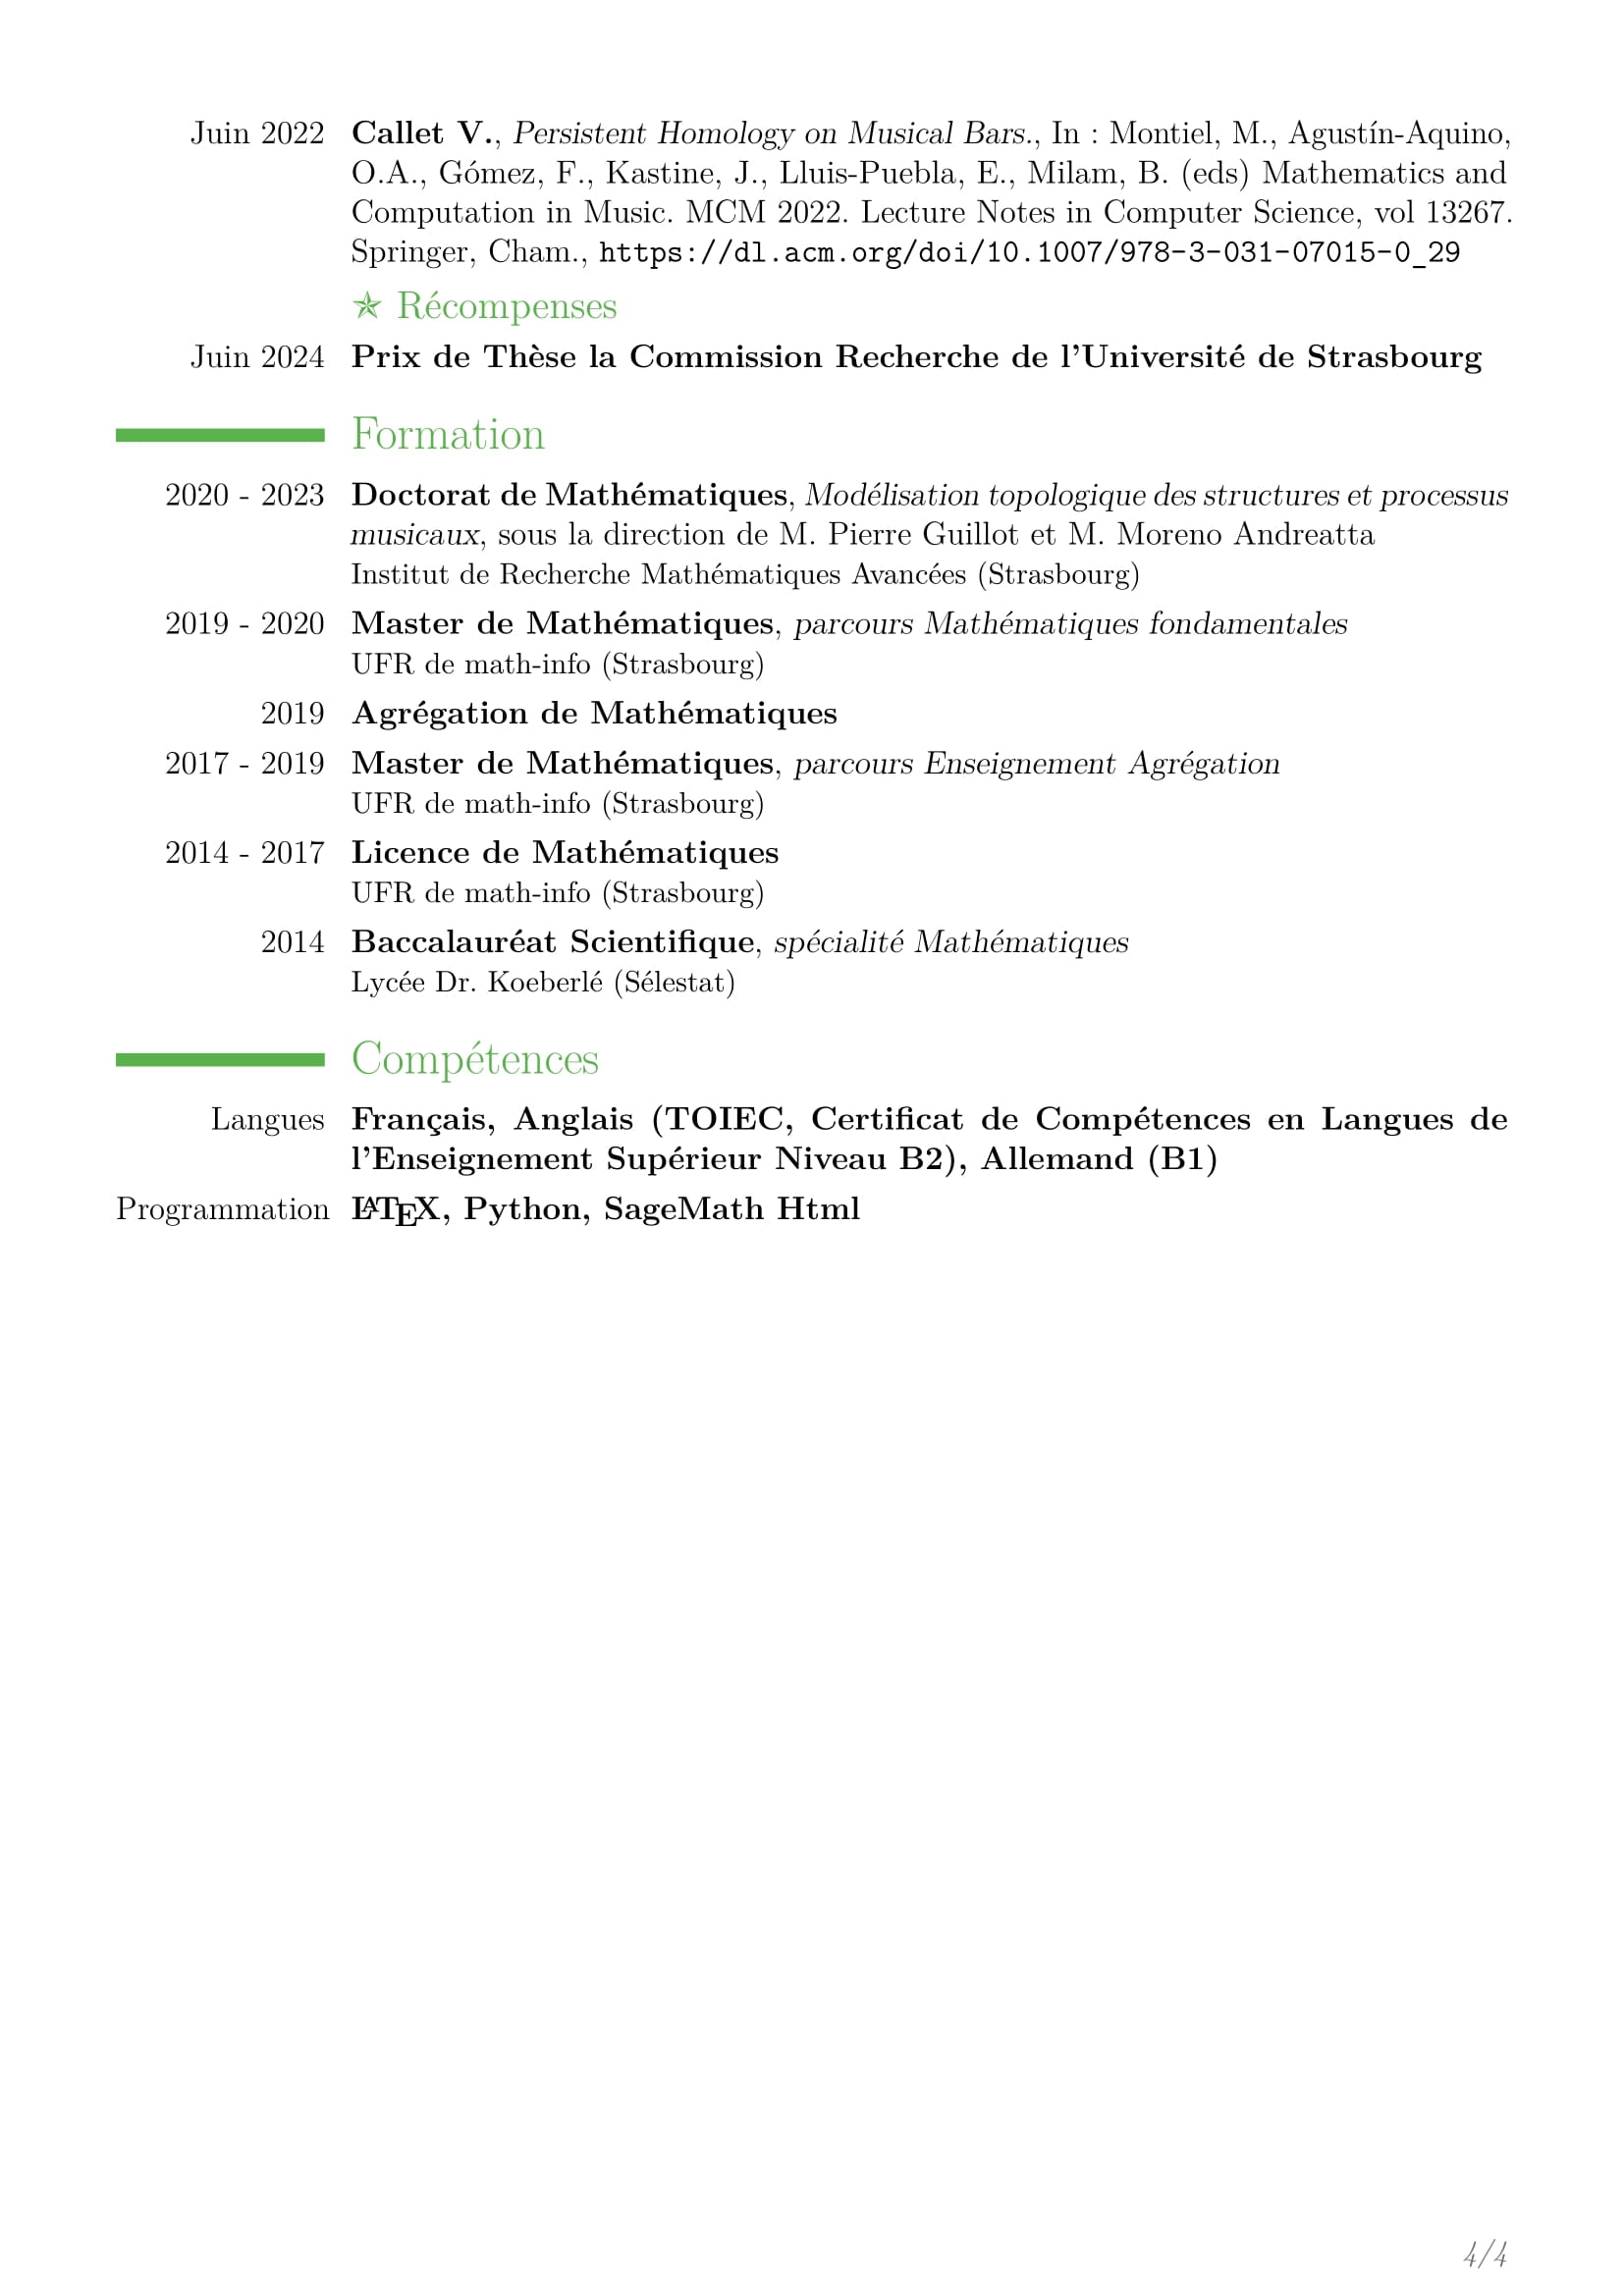 Juin 2022 Callet V., Persistent Homology on Musical Bars., In : Montiel, M., Agustín-Aquino,
O.A., Gómez, F., Kastine, J., Lluis-Puebla, E., Milam, B. (eds) Mathematics and
Computation in Music. MCM 2022. Lecture Notes in Computer Science, vol 13267.
Springer, Cham., https://dl.acm.org/doi/10.1007/978-3-031-07015-0_29
★ Récompenses
Juin 2024 Prix de Thèse la Commission Recherche de l'Université de Strasbourg
Formation
2020 - 2023 Doctorat de Mathématiques, Modélisation topologique des structures et processus
musicaux, sous la direction de M. Pierre Guillot et M. Moreno Andreatta
Institut de Recherche Mathématiques Avancées (Strasbourg)
2019 - 2020 Master de Mathématiques, parcours Mathématiques fondamentales
UFR de math-info (Strasbourg)
2019 Agrégation de Mathématiques
2017 - 2019 Master de Mathématiques, parcours Enseignement Agrégation
UFR de math-info (Strasbourg)
2014 - 2017 Licence de Mathématiques
UFR de math-info (Strasbourg)
2014 Baccalauréat Scientifique, spécialité Mathématiques
Lycée Dr. Koeberlé (Sélestat)
Compétences
Langues Français, Anglais (TOIEC, Certificat de Compétences en Langues de
l'Enseignement Supérieur Niveau B2), Allemand (B1)
Programmation LATEX, Python, SageMath Html
4/4